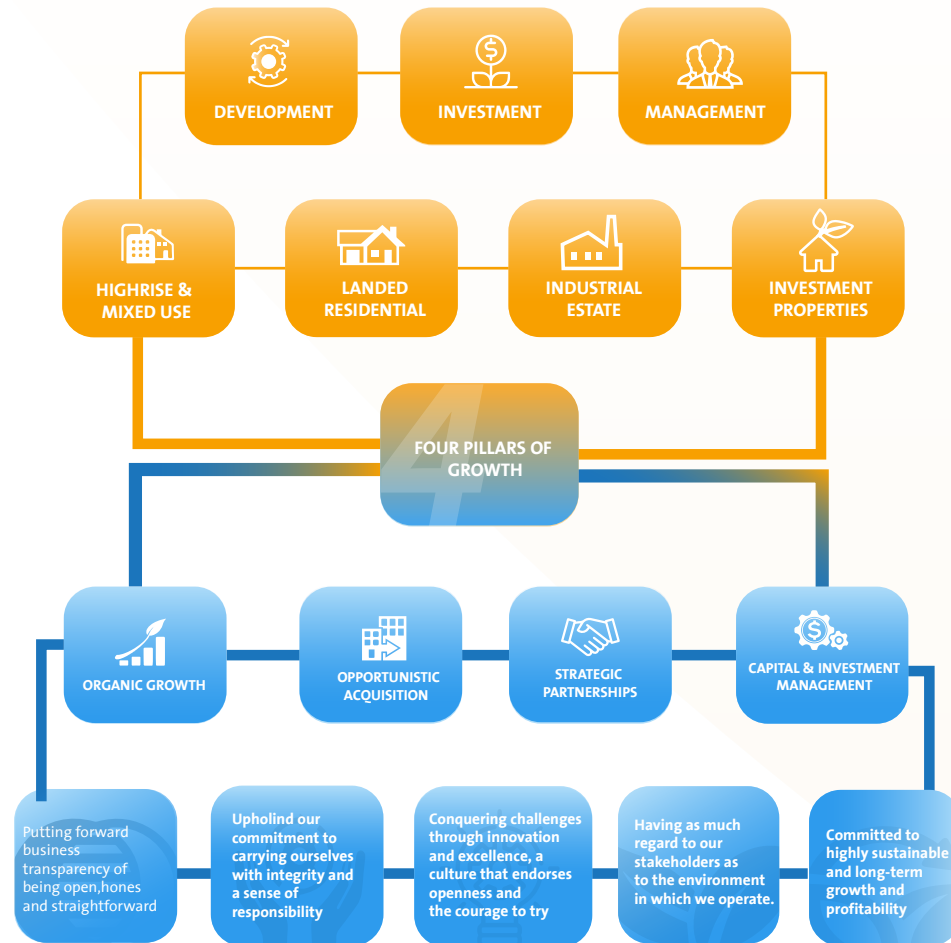 DEVELOPMENT
INVESTMENT
MANAGEMENT
HIGHRISE &
MIXED USE
LANDED
RESIDENTIAL
INDUSTRIAL
ESTATE
INVESTMENT
PROPERTIES
4
FOUR PILLARS OF
GROWTH
ORGANIC GROWTH
OPPORTUNISTIC
ACQUISITION
STRATEGIC
PARTNERSHIPS
CAPITAL & INVESTMENT
MANAGEMENT
Putting forward
business
transparency of
being open,hones
and straightforward
Upholind our
commitment to
carrying ourselves
with integrity and
a sense of
responsibility
Conquering challenges
through innovation
and excellence, a
culture that endorses
openness and
the courage to try
Having as much
regard to our
stakeholders as
to the environment
in which we operate.
Committed to
highly sustainable
and long-term
growth and
profitability